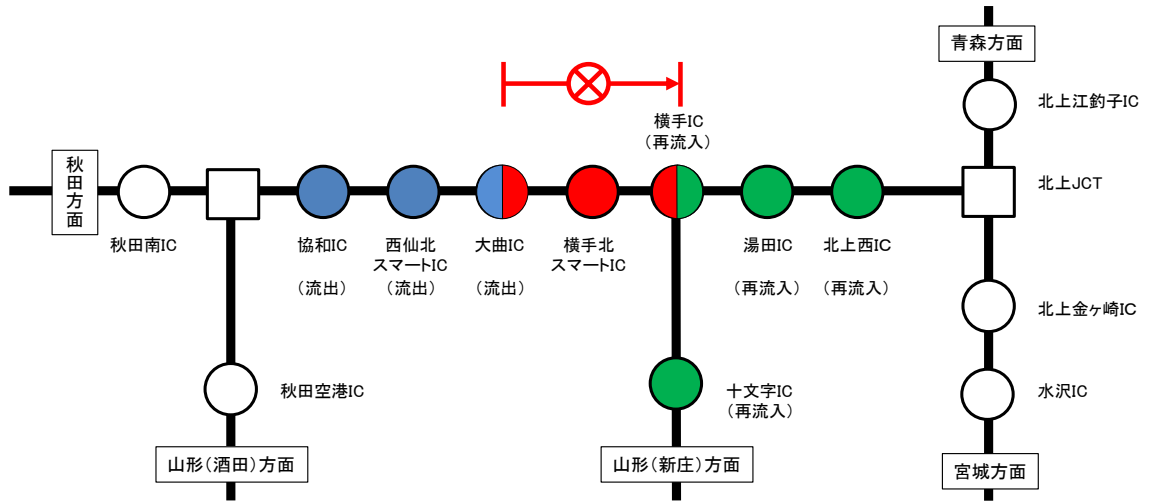 青森方面
北上江釣子IC
横手IC
(再流入)
秋田方面
北上JCT
秋田南IC
協和IC
(流出)
西仙北
スマートIC
(流出)
大曲IC
(流出)
横手北
スマートIC
湯田IC
(再流入)
北上西IC
(再流入)
北上金ヶ崎IC
秋田空港IC
十文字IC
(再流入)
水沢IC
山形(酒田)方面
山形(新庄)方面
宮城方面